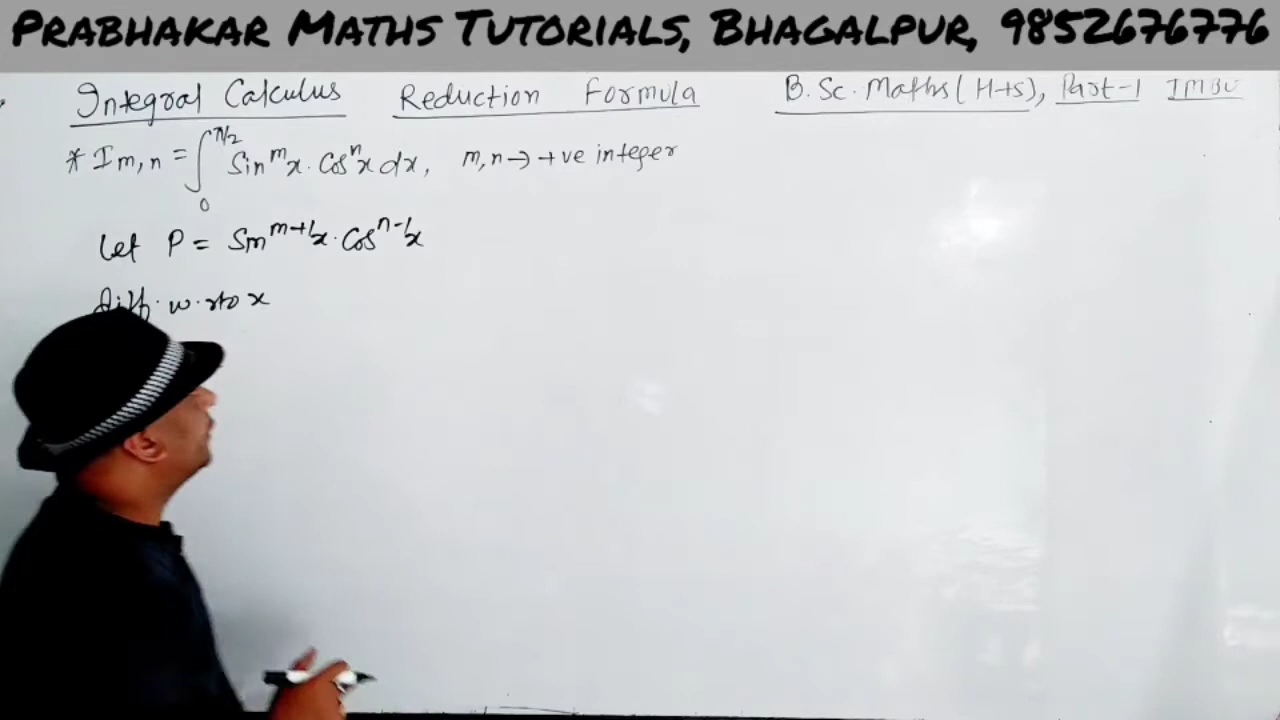 PRABHAKAR MATHS TUTORIALS, BHAGALPUR, 9852676776
Integral Calculus Reduction Formula B.Sc. Maths (H+S), Part-1 TMBU
* I m,n = ∫₀^(π/2) Sin^m x · Cos^n x dx, m,n → +ve integer
Let P = Sin^(m+1) x · Cos^(n-1) x
diff. w.r to x